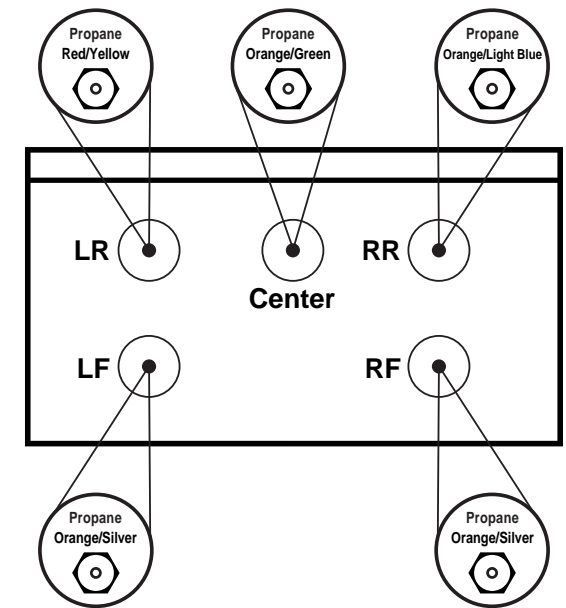 Propane
Red/Yellow
Propane
Orange/Green
Propane
Orange/Light Blue
LR
RR
Center
LF
RF
Propane
Orange/Silver
Propane
Orange/Silver